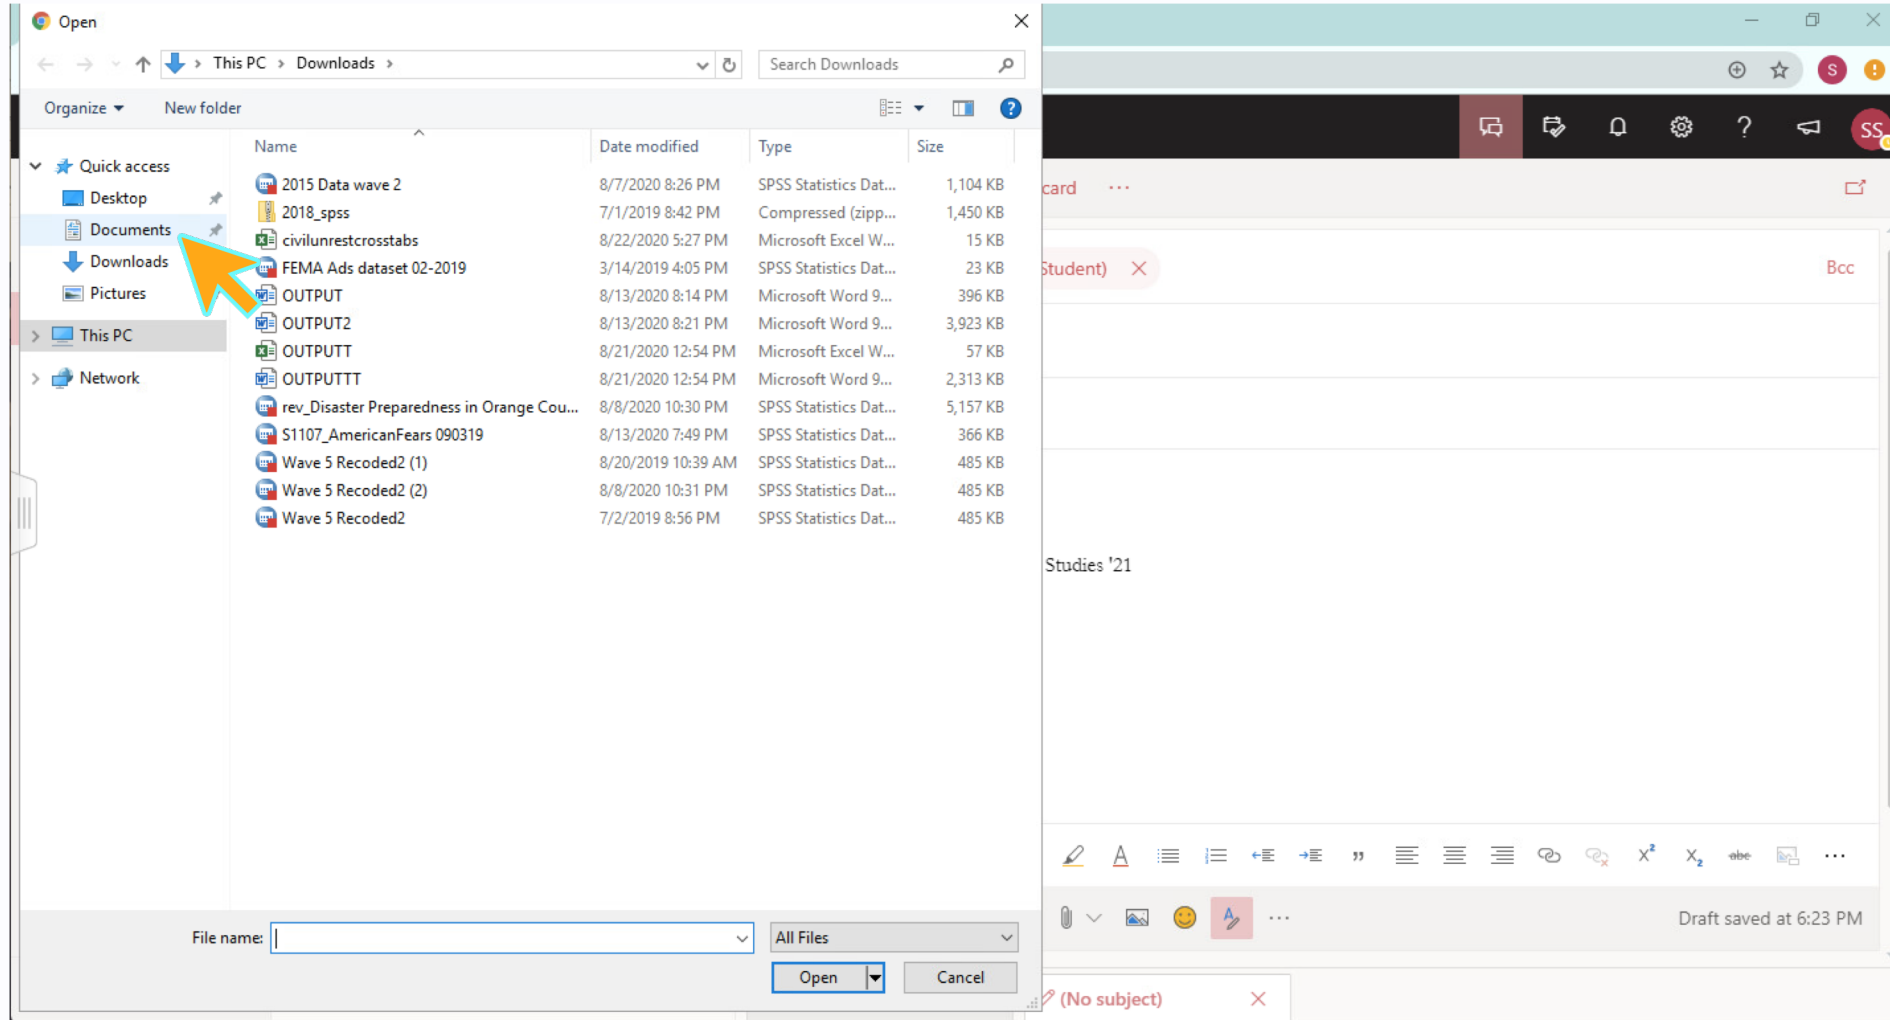 Open
This PC > Downloads >
Search Downloads
Organize
New folder
?
Name Date modified Type Size
Quick access
Desktop
Documents
Downloads
Pictures
This PC
Network
2015 Data wave 2 8/7/2020 8:26 PM SPSS Statistics Dat... 1,104 KB
2018_spss 7/1/2019 8:42 PM Compressed (zipp... 1,450 KB
civilunrestcrosstabs 8/22/2020 5:27 PM Microsoft Excel W... 15 KB
FEMA Ads dataset 02-2019 3/14/2019 4:05 PM SPSS Statistics Dat... 23 KB
OUTPUT 8/13/2020 8:14 PM Microsoft Word 9... 396 KB
OUTPUT2 8/13/2020 8:21 PM Microsoft Word 9... 3,923 KB
OUTPUTT 8/21/2020 12:54 PM Microsoft Excel W... 57 KB
OUTPUTTT 8/21/2020 12:54 PM Microsoft Word 9... 2,313 KB
rev_Disaster Preparedness in Orange Cou... 8/8/2020 10:30 PM SPSS Statistics Dat... 5,157 KB
S1107_AmericanFears 090319 8/13/2020 7:49 PM SPSS Statistics Dat... 366 KB
Wave 5 Recoded2 (1) 8/20/2019 10:39 AM SPSS Statistics Dat... 485 KB
Wave 5 Recoded2 (2) 8/8/2020 10:31 PM SPSS Statistics Dat... 485 KB
Wave 5 Recoded2 7/2/2019 8:56 PM SPSS Statistics Dat... 485 KB
File name:
All Files
Open
Cancel
S
SS
card ...
Student)
Bcc
Studies '21
Draft saved at 6:23 PM
(No subject)